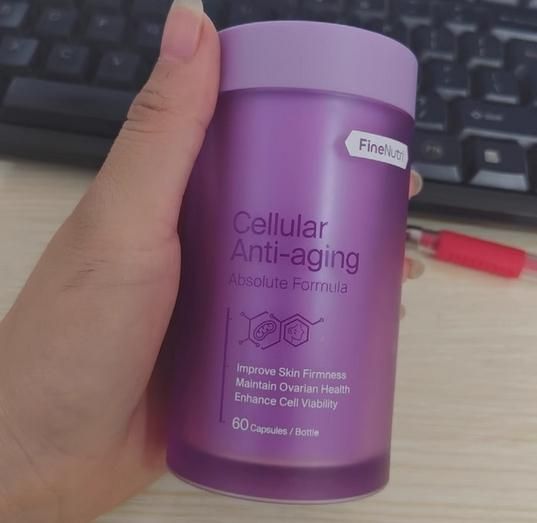 FineNutri
Cellular
Anti-aging
Absolute Formula
Improve Skin Firmness
Maintain Ovarian Health
Enhance Cell Viability
60 Capsules / Bottle